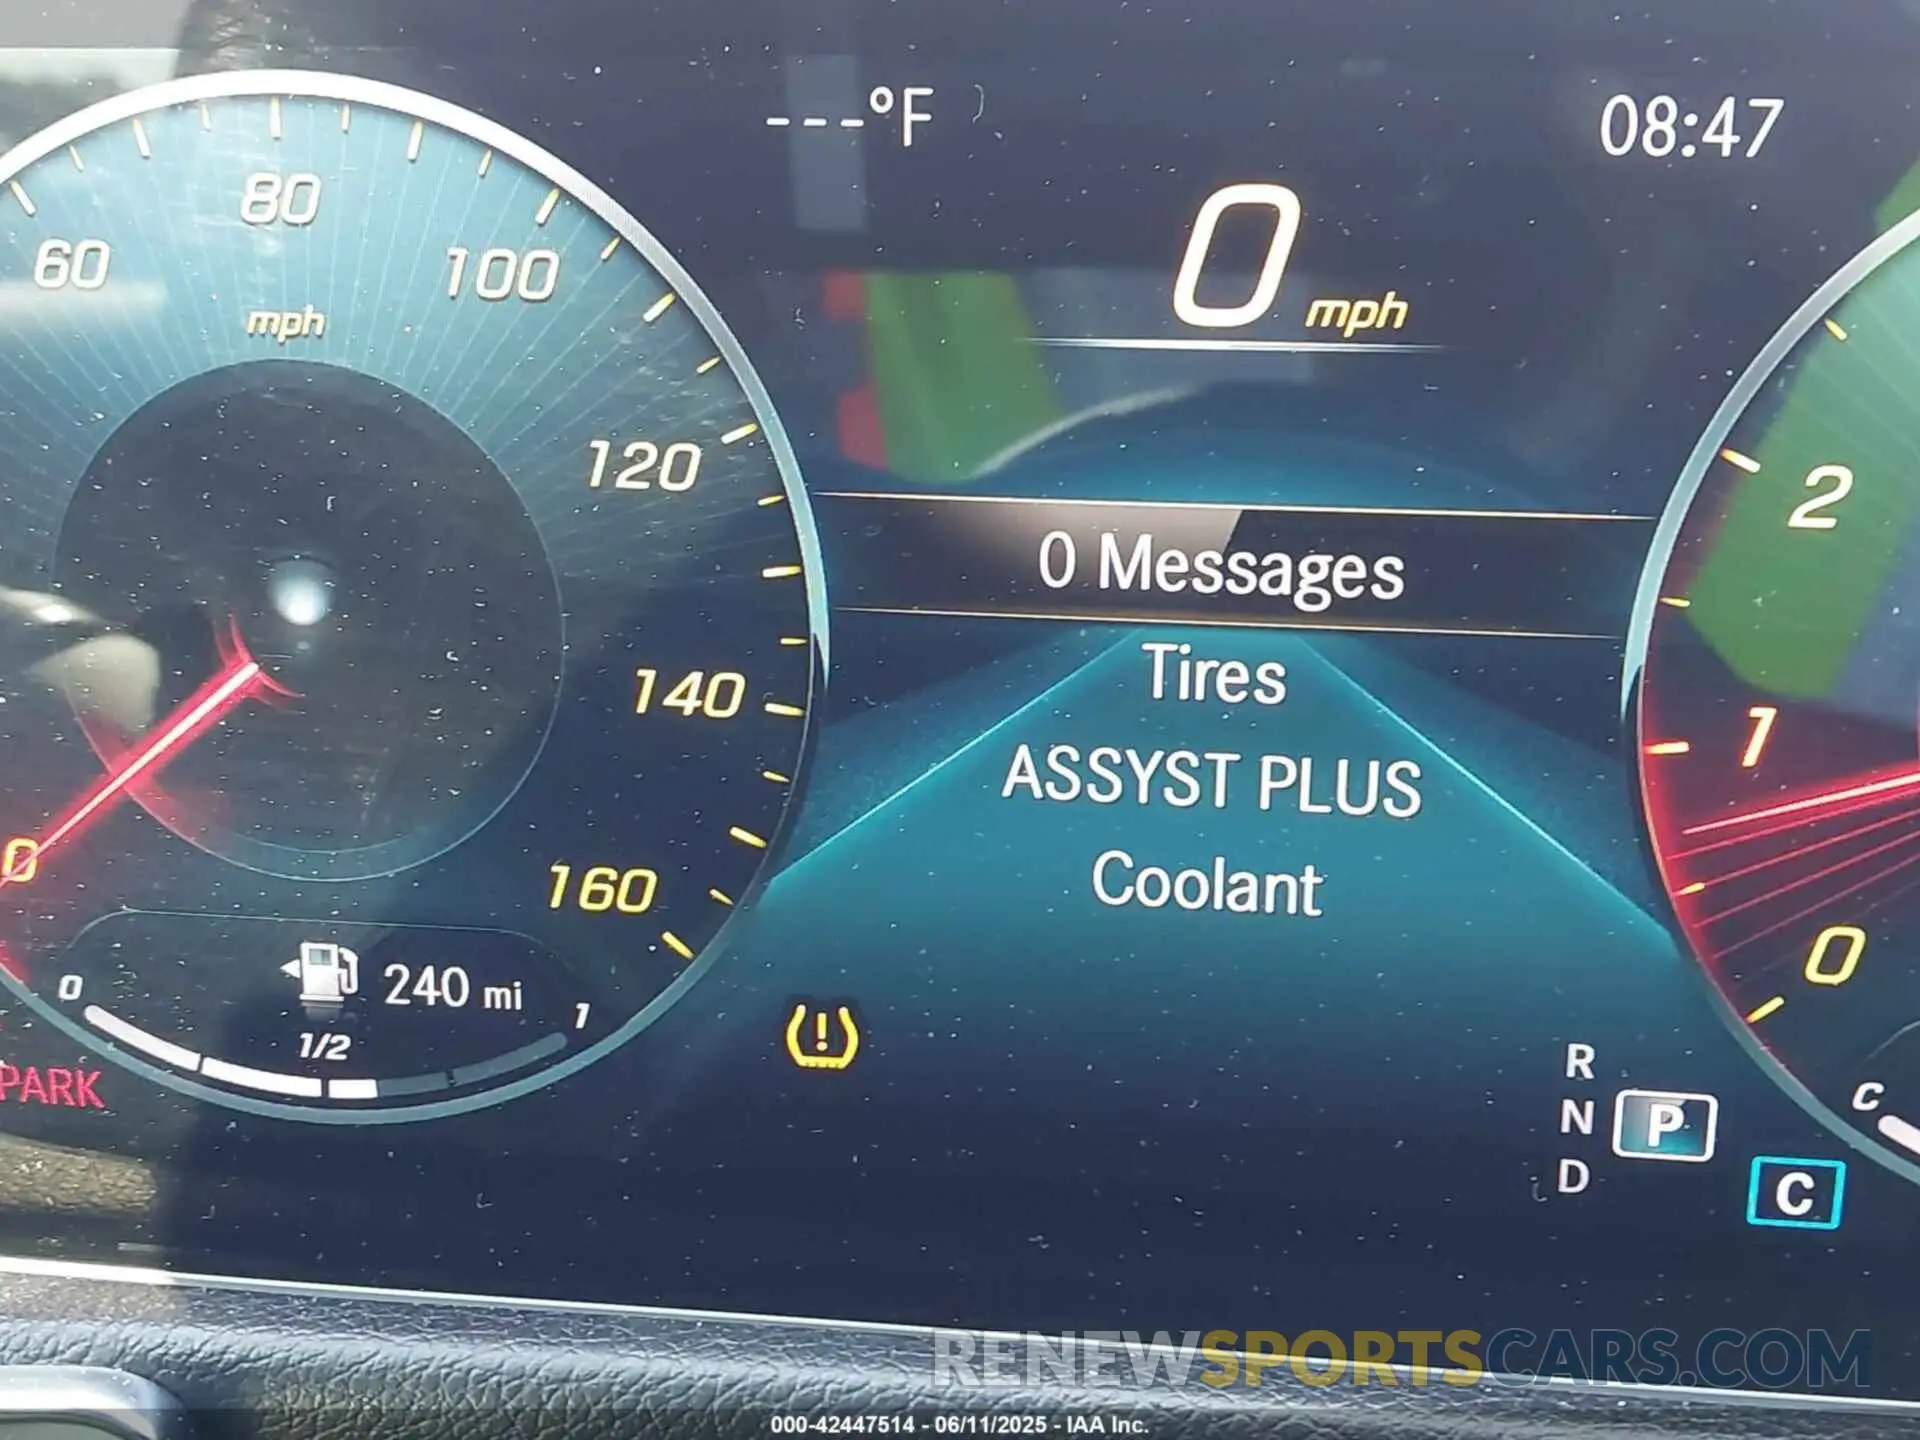 ---°F
08:47
80
60
100
mph
0 mph
120
2
0 Messages
Tires
140
1
ASSYST PLUS
0
160
Coolant
0
240 mi
0
1
1/2
PARK
R
N
P
D
C
C
RENEWSPORTSCARS.COM
000-42447514 - 06/11/2025 - IAA Inc.